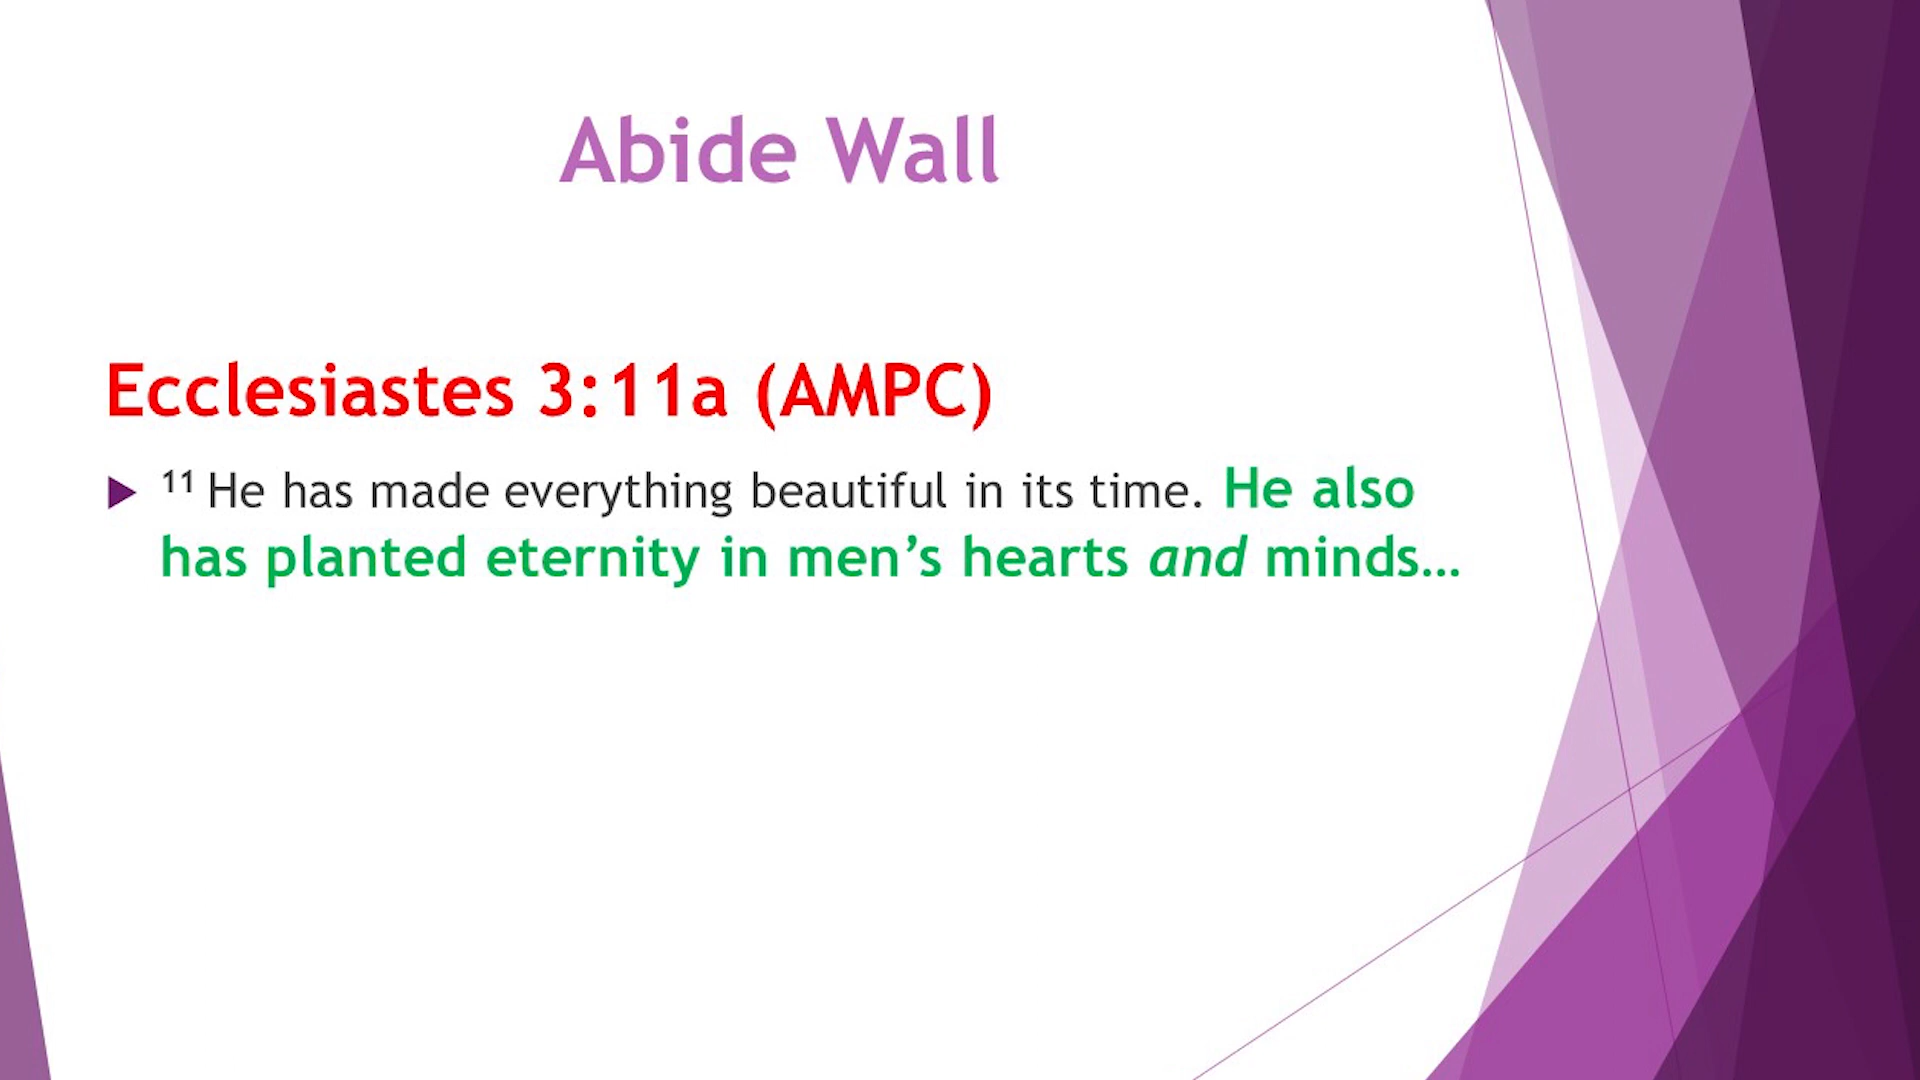 Abide Wall
Ecclesiastes 3:11a (AMPC)
11 He has made everything beautiful in its time. He also
has planted eternity in men’s hearts and minds…